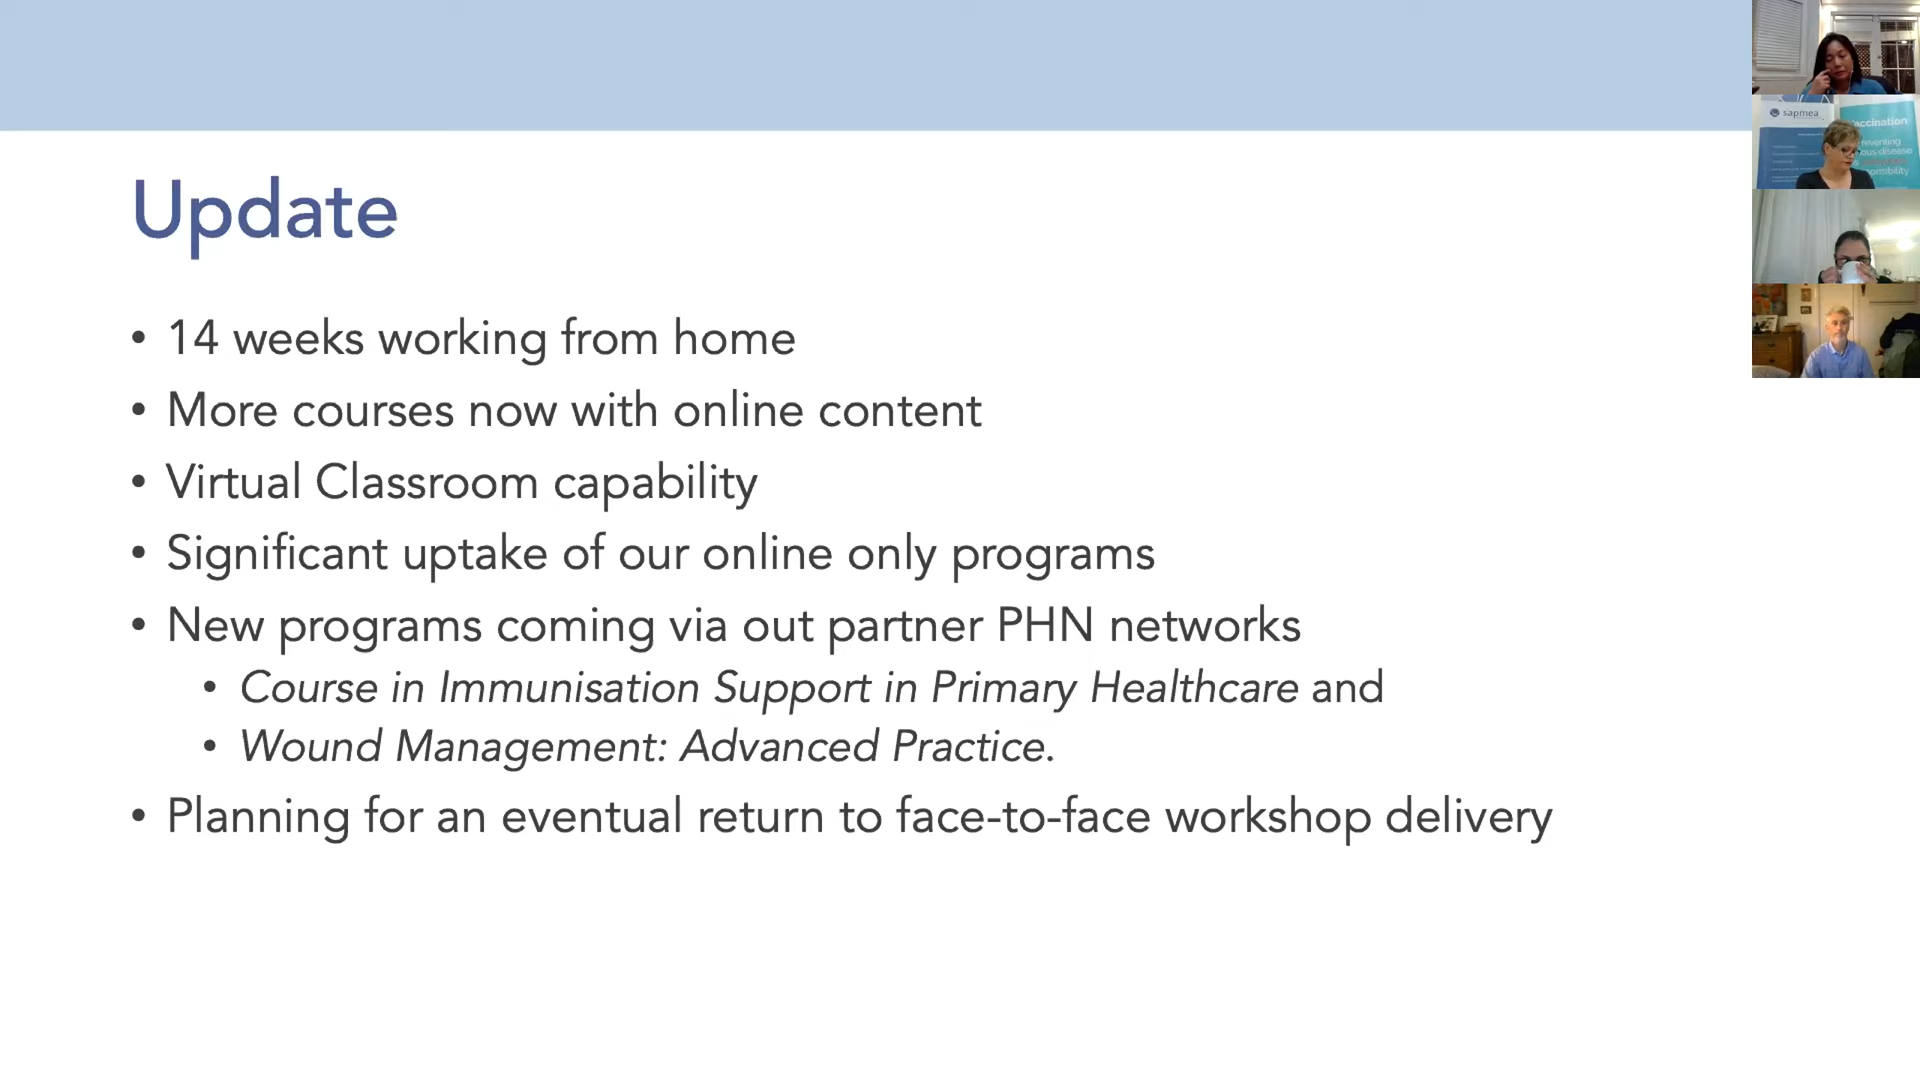 Update
• 14 weeks working from home
• More courses now with online content
• Virtual Classroom capability
• Significant uptake of our online only programs
• New programs coming via out partner PHN networks
• Course in Immunisation Support in Primary Healthcare and
• Wound Management: Advanced Practice.
• Planning for an eventual return to face-to-face workshop delivery
sapmea